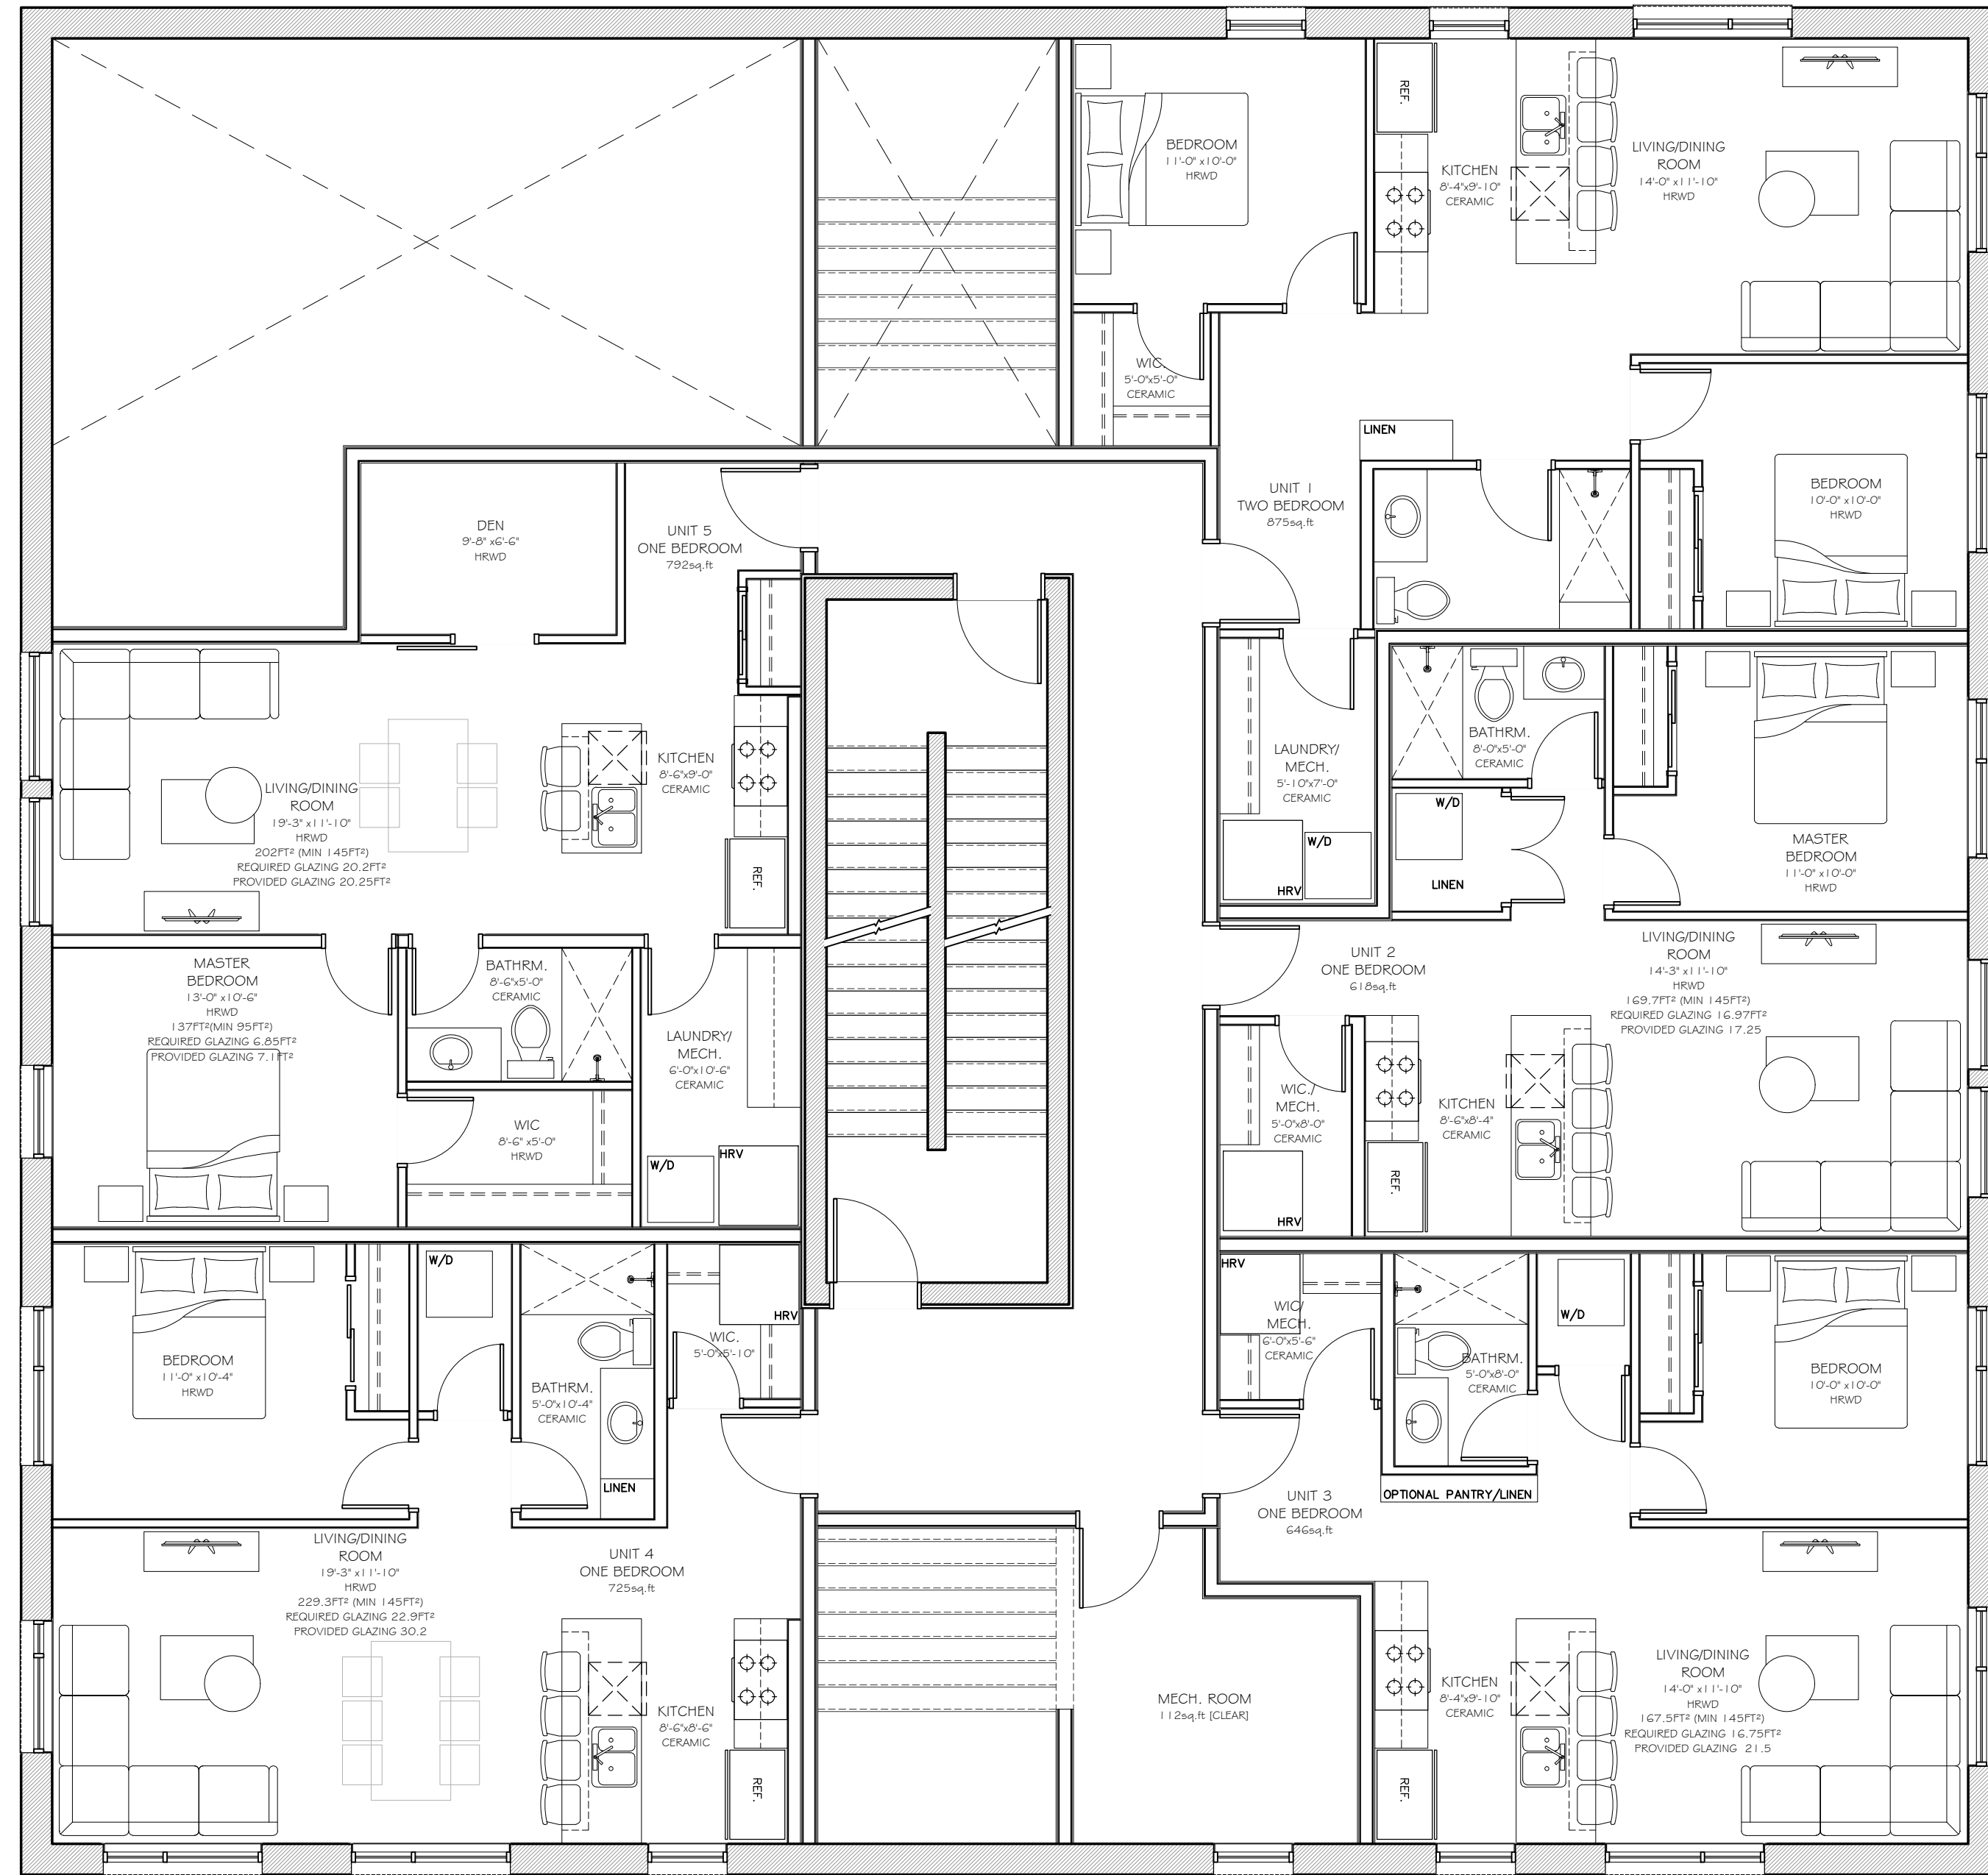 BEDROOM
11'-0" x10'-0"
HRWD
REF.
KITCHEN
8'-4"x9'-10"
CERAMIC
LIVING/DINING
ROOM
14'-0" x11'-10"
HRWD
WIC.
5'-0"x5'-0"
CERAMIC
LINEN
UNIT 1
TWO BEDROOM
875sq.ft
BEDROOM
10'-0" x10'-0"
HRWD
DEN
9'-8" x6'-6"
HRWD
UNIT 5
ONE BEDROOM
792sq.ft
LIVING/DINING
ROOM
19'-3" x11'-10"
HRWD
202FT² (MIN 145FT²)
REQUIRED GLAZING 20.2FT²
PROVIDED GLAZING 20.25FT²
KITCHEN
8'-6"x9'-0"
CERAMIC
REF.
LAUNDRY/
MECH.
5'-10"x7'-0"
CERAMIC
W/D
HRV
BATHRM.
8'-0"x5'-0"
CERAMIC
W/D
LINEN
MASTER
BEDROOM
11'-0" x10'-0"
HRWD
MASTER
BEDROOM
13'-0" x10'-6"
HRWD
137FT²(MIN 95FT²)
REQUIRED GLAZING 6.85FT²
PROVIDED GLAZING 7.1FT²
BATHRM.
8'-6"x5'-0"
CERAMIC
LAUNDRY/
MECH.
6'-0"x10'-6"
CERAMIC
WIC
8'-6" x5'-0"
HRWD
W/D
HRV
UNIT 2
ONE BEDROOM
618sq.ft
LIVING/DINING
ROOM
14'-3" x11'-10"
HRWD
169.7FT² (MIN 145FT²)
REQUIRED GLAZING 16.97FT²
PROVIDED GLAZING 17.25
WIC./
MECH.
5'-0"x8'-0"
CERAMIC
HRV
KITCHEN
8'-6"x8'-4"
CERAMIC
REF.
BEDROOM
11'-0" x10'-4"
HRWD
W/D
BATHRM.
5'-0"x10'-4"
CERAMIC
LINEN
HRV
WIC.
5'-0"x5'-10"
HRV
WIC/
MECH.
6'-0"x5'-6"
CERAMIC
BATHRM.
5'-0"x8'-0"
CERAMIC
W/D
BEDROOM
10'-0" x10'-0"
HRWD
OPTIONAL PANTRY/LINEN
UNIT 3
ONE BEDROOM
646sq.ft
LIVING/DINING
ROOM
19'-3" x11'-10"
HRWD
229.3FT² (MIN 145FT²)
REQUIRED GLAZING 22.9FT²
PROVIDED GLAZING 30.2
UNIT 4
ONE BEDROOM
725sq.ft
KITCHEN
8'-6"x8'-6"
CERAMIC
REF.
MECH. ROOM
112sq.ft [CLEAR]
KITCHEN
8'-4"x9'-10"
CERAMIC
REF.
LIVING/DINING
ROOM
14'-0" x11'-10"
HRWD
167.5FT² (MIN 145FT²)
REQUIRED GLAZING 16.75FT²
PROVIDED GLAZING 21.5